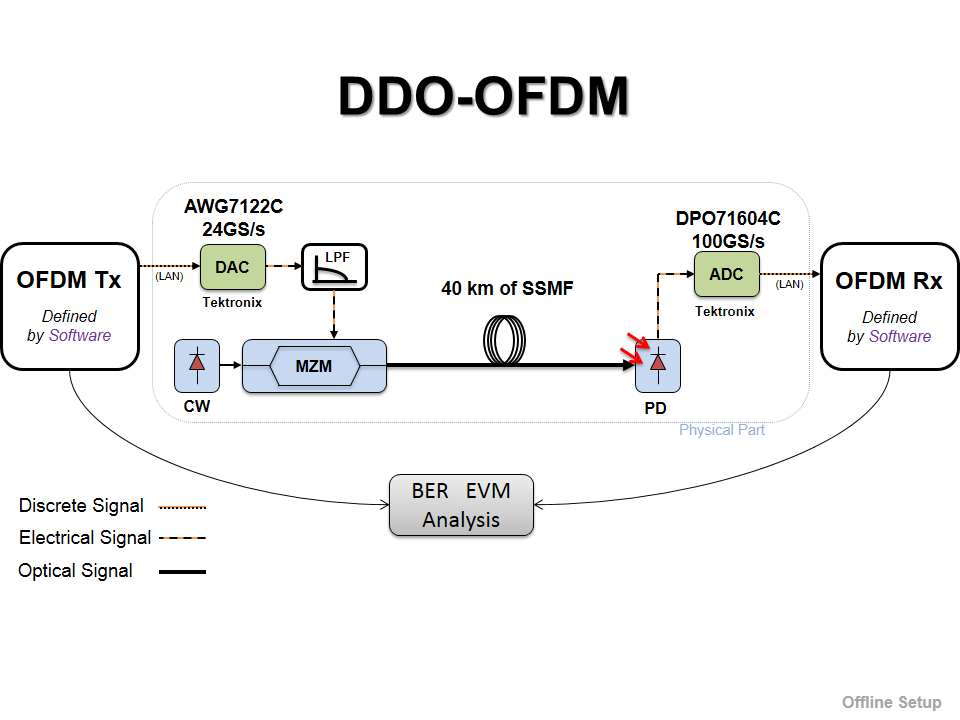 DDO-OFDM
AWG7122C
24GS/s
DAC
Tektronix
(LAN)
LPF
OFDM Tx
Defined
by Software
CW
MZM
40 km of SSMF
DPO71604C
100GS/s
ADC
Tektronix
(LAN)
PD
OFDM Rx
Defined
by Software
Physical Part
BER EVM
Analysis
Discrete Signal
Electrical Signal
Optical Signal
Offline Setup